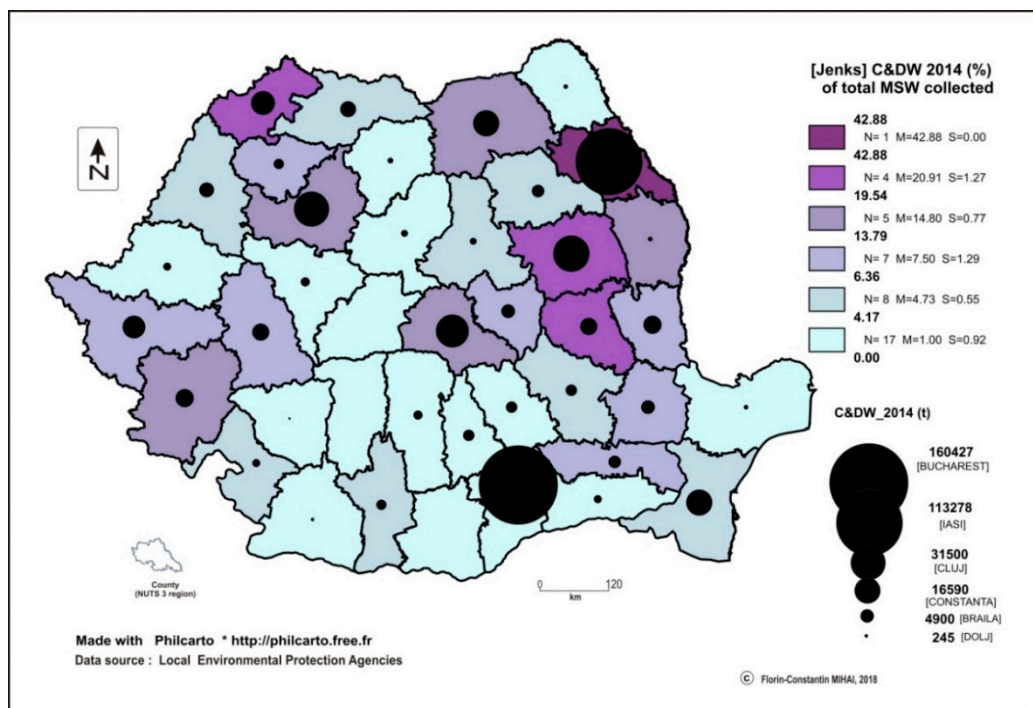 [Jenks] C&DW 2014 (%)
of total MSW collected
42.88
N= 1 M=42.88 S=0.00
42.88
N= 4 M=20.91 S=1.27
19.54
N= 5 M=14.80 S=0.77
13.79
N= 7 M=7.50 S=1.29
6.36
N= 8 M=4.73 S=0.55
4.17
N= 17 M=1.00 S=0.92
0.00
N
C&DW_2014 (t)
160427
[BUCHAREST]
113278
[IASI]
31500
[CLUJ]
16590
[CONSTANTA]
4900 [BRAILA]
245 [DOLJ]
County
(NUTS 3 region)
0 120
km
Made with Philcarto * http://philcarto.free.fr
Data source : Local Environmental Protection Agencies
© Florin-Constantin MIHAI, 2018